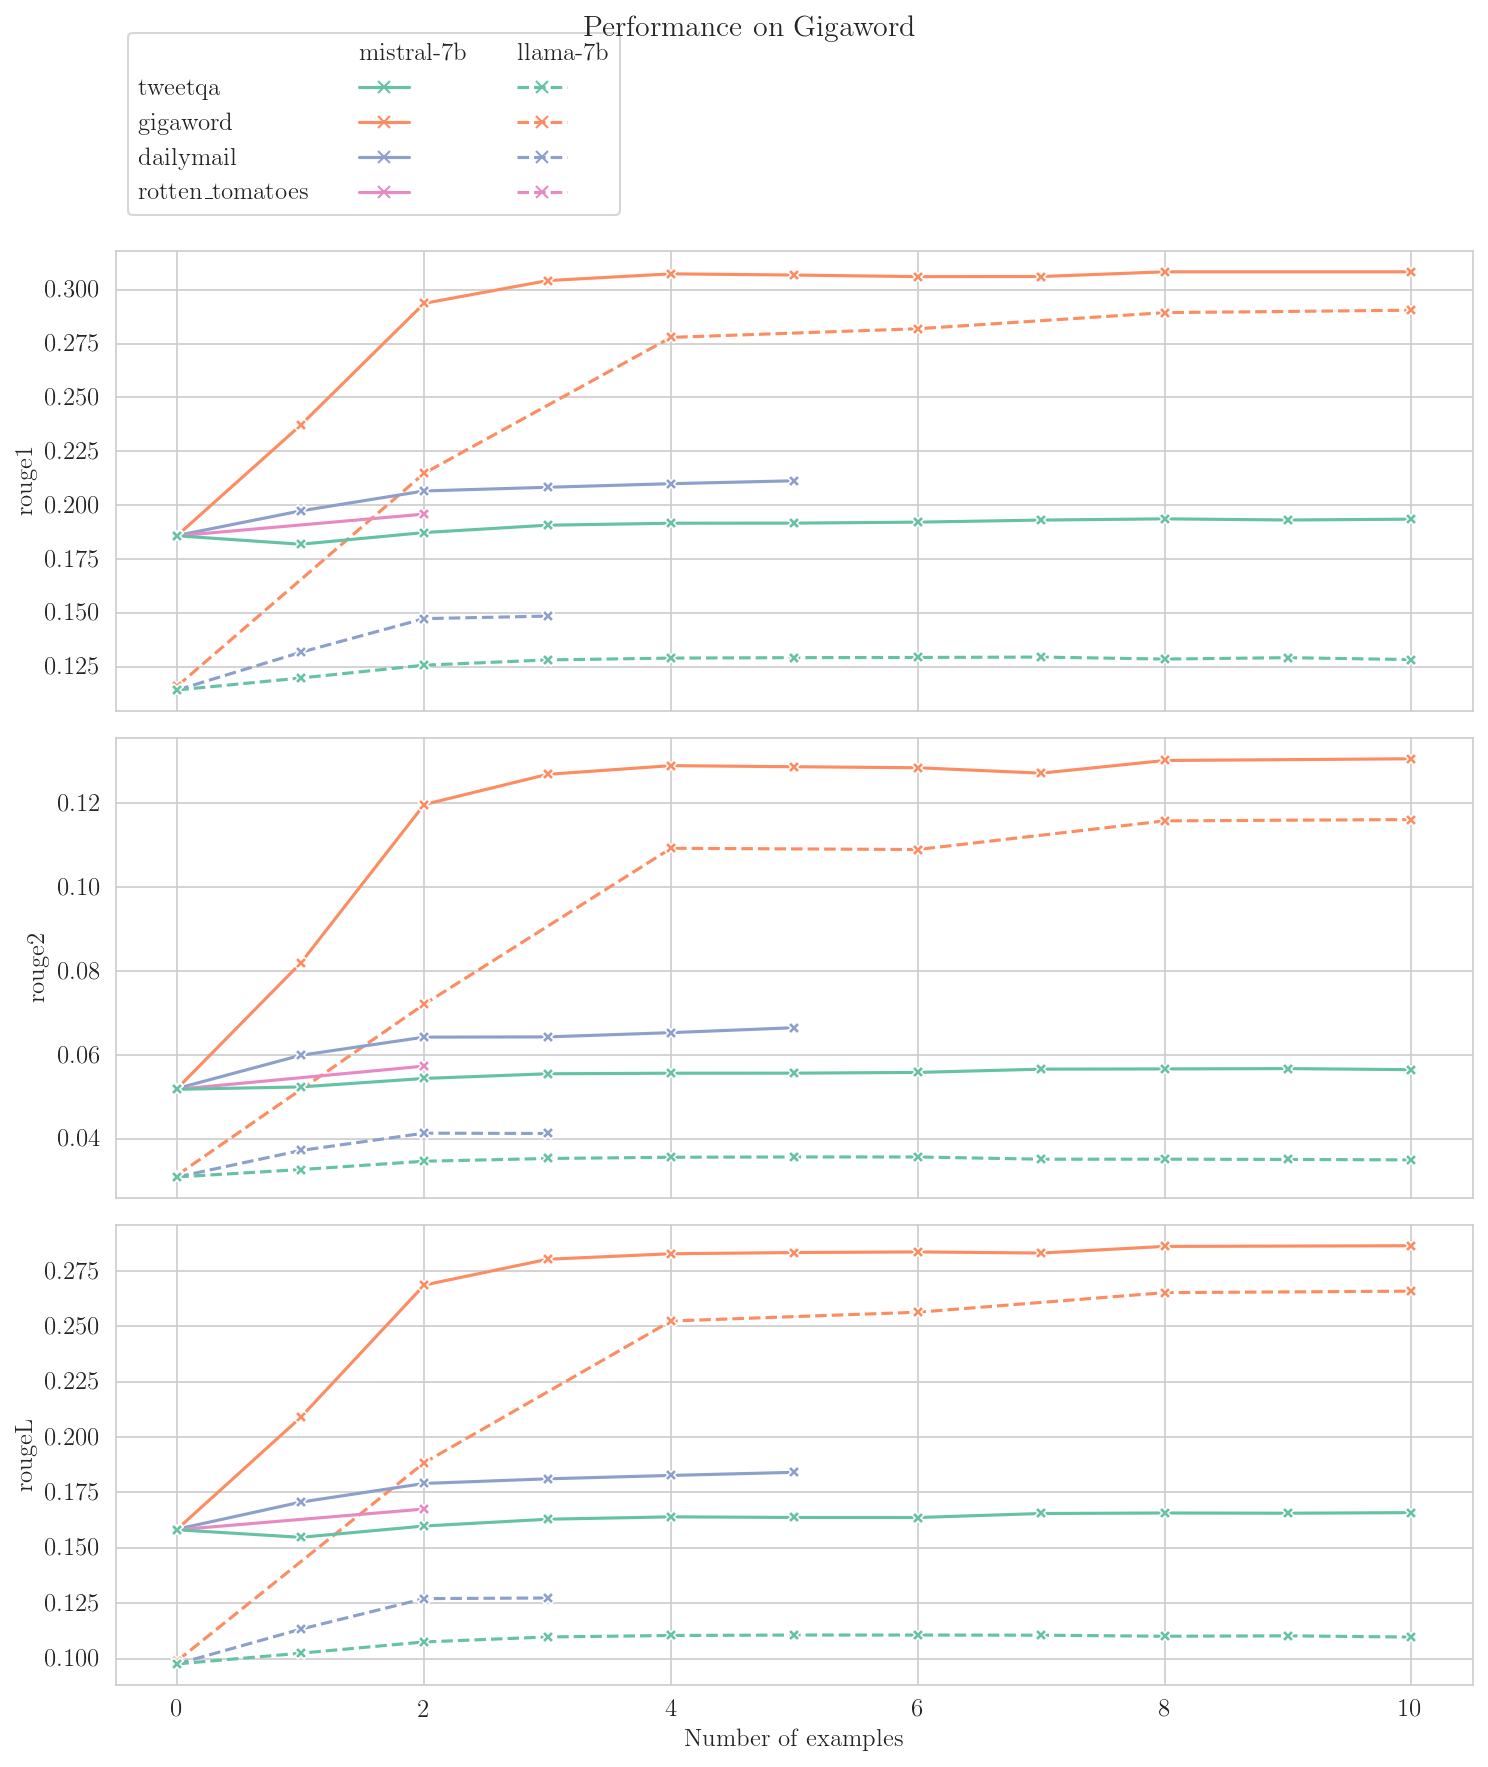 Performance on Gigaword
mistral-7b llama-7b
tweetqa
gigaword
dailymail
rotten_tomatoes
0.300
0.275
0.250
0.225
0.200
0.175
0.150
0.125
rouge1
0.12
0.10
0.08
0.06
0.04
rouge2
0.275
0.250
0.225
0.200
0.175
0.150
0.125
0.100
rougeL
0 2 4 6 8 10
Number of examples